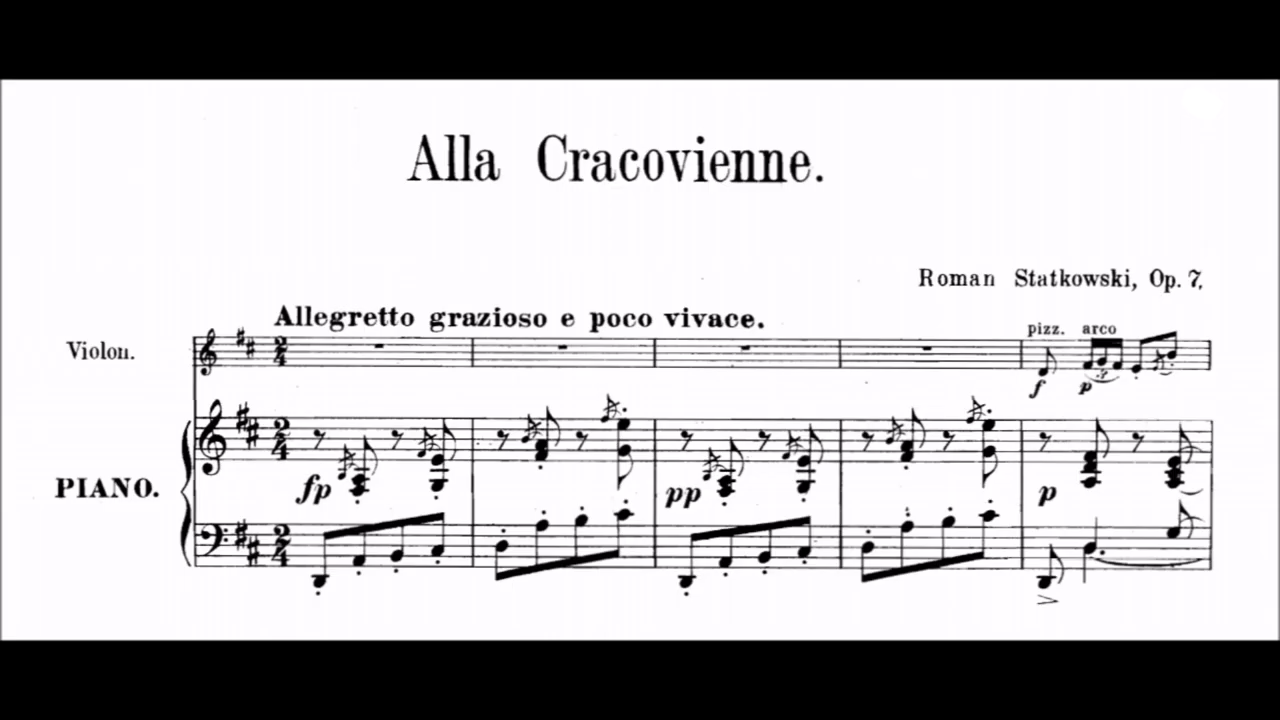 Alla Cracovienne.
Roman Statkowski, Op. 7.
Allegretto grazioso e poco vivace.
pizz. arco
Violon.
f p
PIANO.
fp pp p